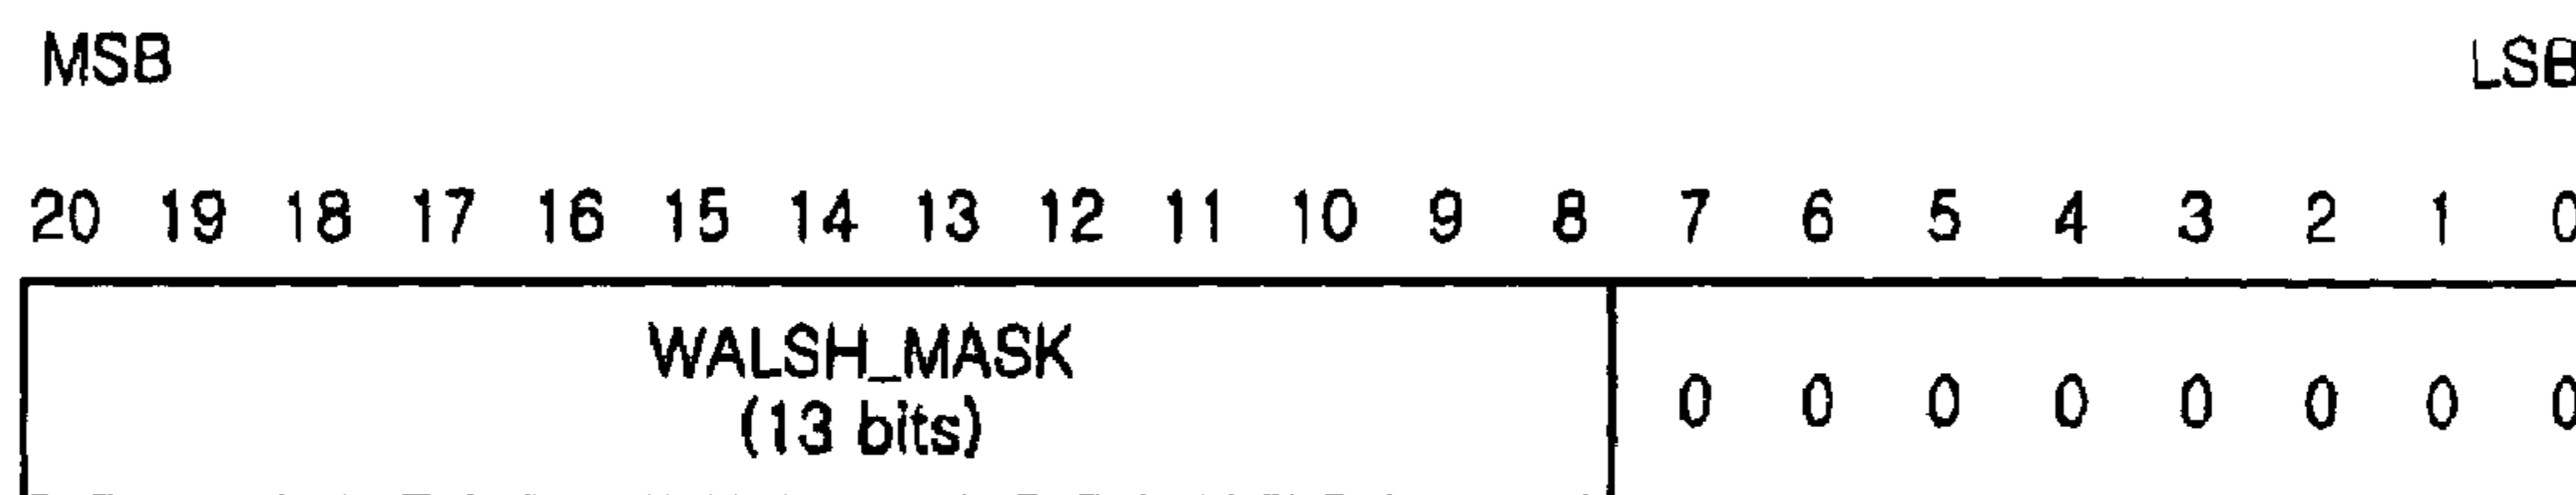 MSB LSB
20 19 18 17 16 15 14 13 12 11 10 9 8 7 6 5 4 3 2 1 0
WALSH_MASK
(13 bits)
0 0 0 0 0 0 0 0